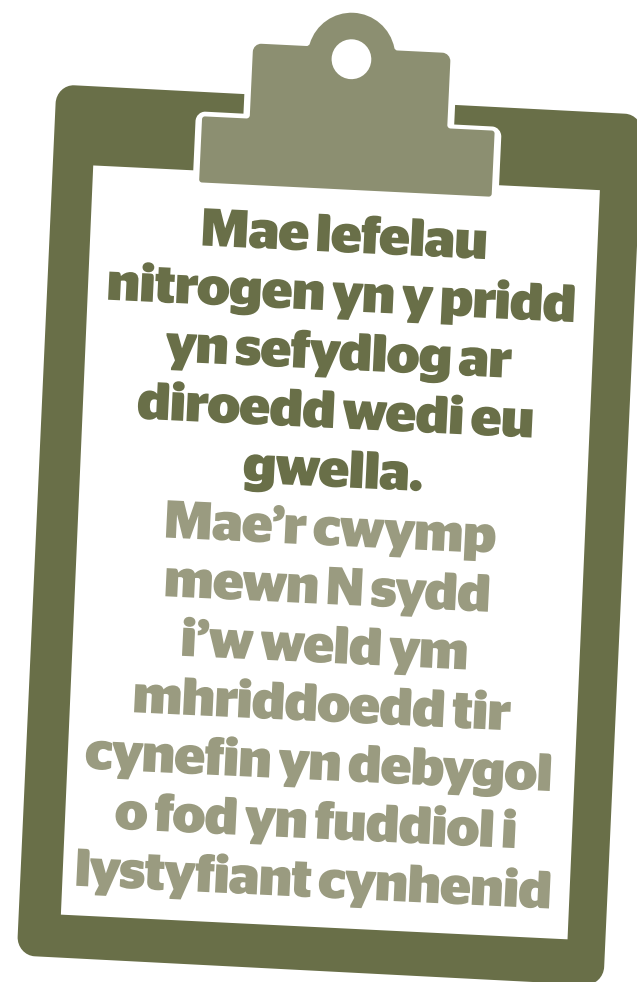 Mae lefelau
nitrogen yn y pridd
yn sefydlog ar
diroedd wedi eu
gwella.
Mae’r cwymp
mewn N sydd
i’w weld ym
mhriddoedd tir
cynefin yn debygol
o fod yn fuddiol i
lystyfiant cynhenid